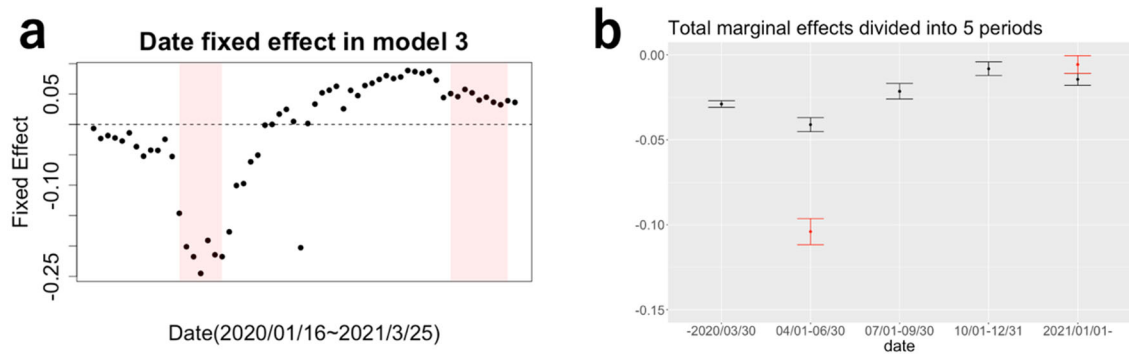 a
Date fixed effect in model 3
Fixed Effect
0.05
-0.10
-0.25
Date(2020/01/16~2021/3/25)
b
Total marginal effects divided into 5 periods
0.00
-0.05
-0.10
-0.15
-2020/03/30 04/01-06/30 07/01-09/30 10/01-12/31 2021/01/01-
date